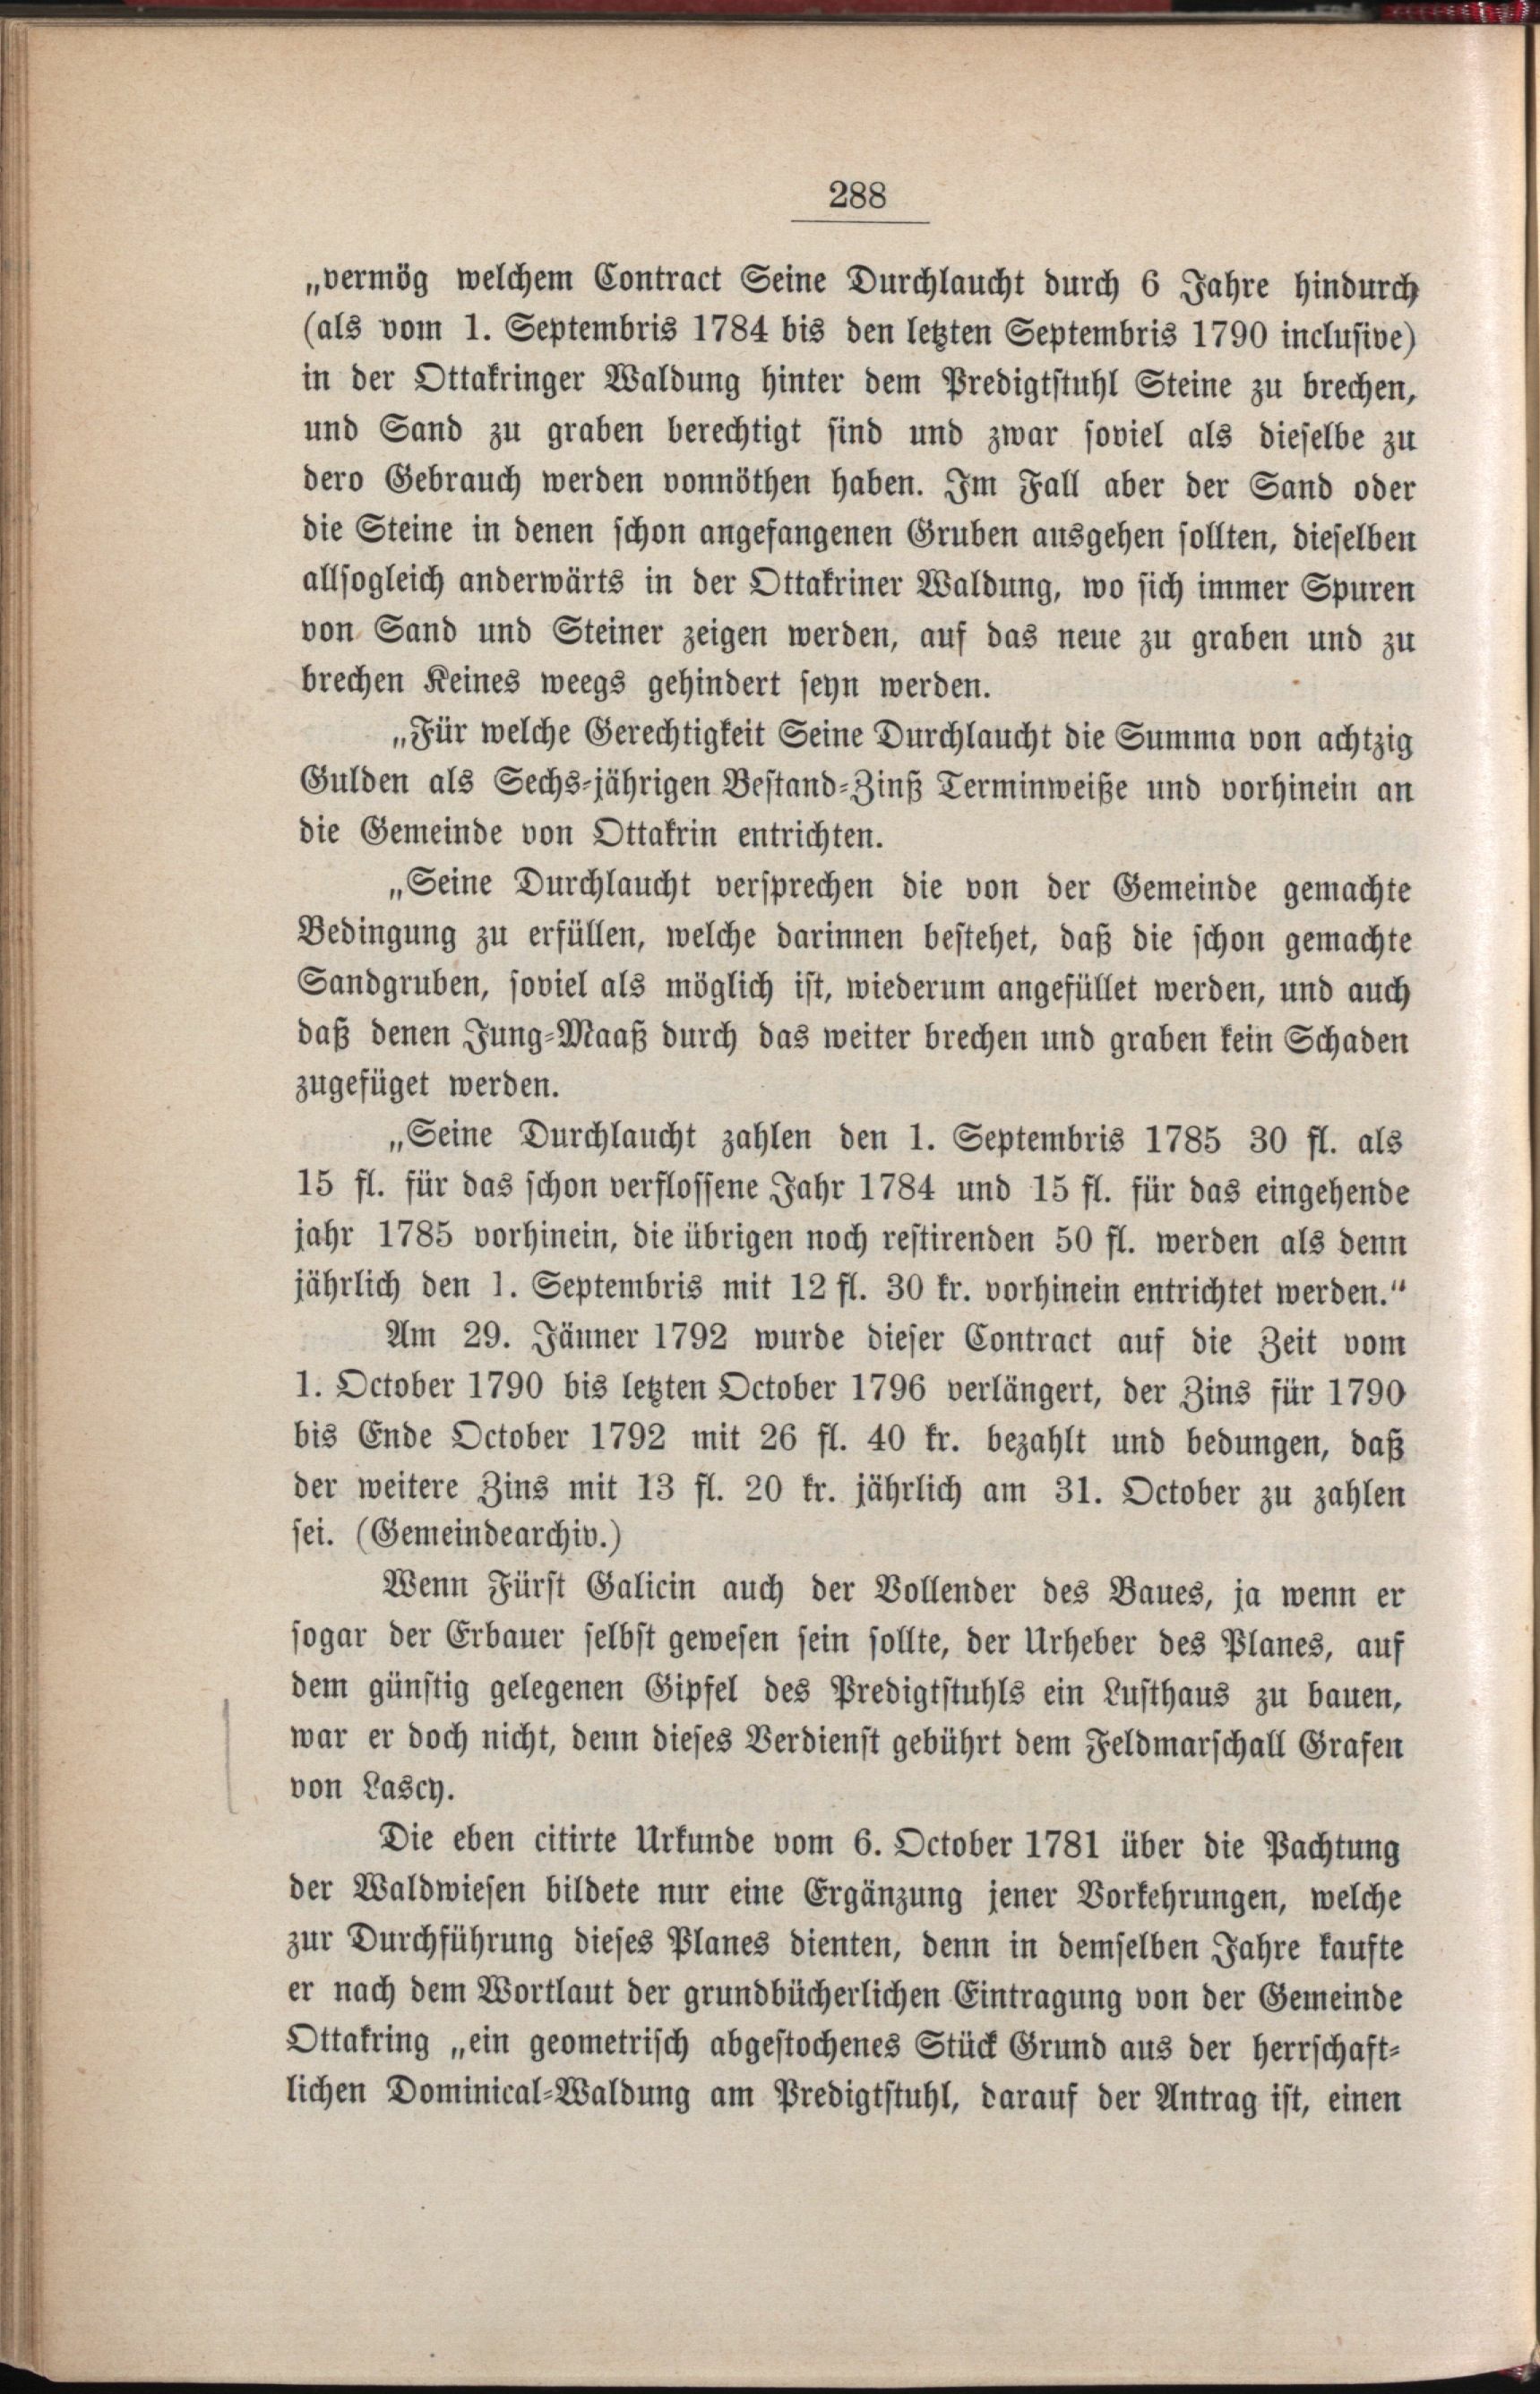 288
„vermög welchem Contract Seine Durchlaucht durch 6 Jahre hindurch
(als vom 1. Septembris 1784 bis den letzten Septembris 1790 inclusive)
in der Ottakringer Waldung hinter dem Predigtstuhl Steine zu brechen,
und Sand zu graben berechtigt sind und zwar soviel als dieselbe zu
dero Gebrauch werden vonnöthen haben. Im Fall aber der Sand oder
die Steine in denen schon angefangenen Gruben ausgehen sollten, dieselben
allsogleich anderwärts in der Ottakriner Waldung, wo sich immer Spuren
von Sand und Steiner zeigen werden, auf das neue zu graben und zu
brechen Keines weegs gehindert seyn werden.
„Für welche Gerechtigkeit Seine Durchlaucht die Summa von achtzig
Gulden als Sechs-jährigen Bestand-Zinß Terminweiße und vorhinein an
die Gemeinde von Ottakrin entrichten.
„Seine Durchlaucht versprechen die von der Gemeinde gemachte
Bedingung zu erfüllen, welche darinnen bestehet, daß die schon gemachte
Sandgruben, soviel als möglich ist, wiederum angefüllet werden, und auch
daß denen Jung-Maaß durch das weiter brechen und graben kein Schaden
zugefüget werden.
„Seine Durchlaucht zahlen den 1. Septembris 1785 30 fl. als
15 fl. für das schon verflossene Jahr 1784 und 15 fl. für das eingehende
jahr 1785 vorhinein, die übrigen noch restirenden 50 fl. werden als denn
jährlich den 1. Septembris mit 12 fl. 30 kr. vorhinein entrichtet werden.“
Am 29. Jänner 1792 wurde dieser Contract auf die Zeit vom
1. October 1790 bis letzten October 1796 verlängert, der Zins für 1790
bis Ende October 1792 mit 26 fl. 40 kr. bezahlt und bedungen, daß
der weitere Zins mit 13 fl. 20 kr. jährlich am 31. October zu zahlen
sei. (Gemeindearchiv.)
Wenn Fürst Galicin auch der Vollender des Baues, ja wenn er
sogar der Erbauer selbst gewesen sein sollte, der Urheber des Planes, auf
dem günstig gelegenen Gipfel des Predigtstuhls ein Lusthaus zu bauen,
war er doch nicht, denn dieses Verdienst gebührt dem Feldmarschall Grafen
von Lascy.
Die eben citirte Urkunde vom 6. October 1781 über die Pachtung
der Waldwiesen bildete nur eine Ergänzung jener Vorkehrungen, welche
zur Durchführung dieses Planes dienten, denn in demselben Jahre kaufte
er nach dem Wortlaut der grundbücherlichen Eintragung von der Gemeinde
Ottakring „ein geometrisch abgestochenes Stück Grund aus der herrschaft-
lichen Dominical-Waldung am Predigtstuhl, darauf der Antrag ist, einen